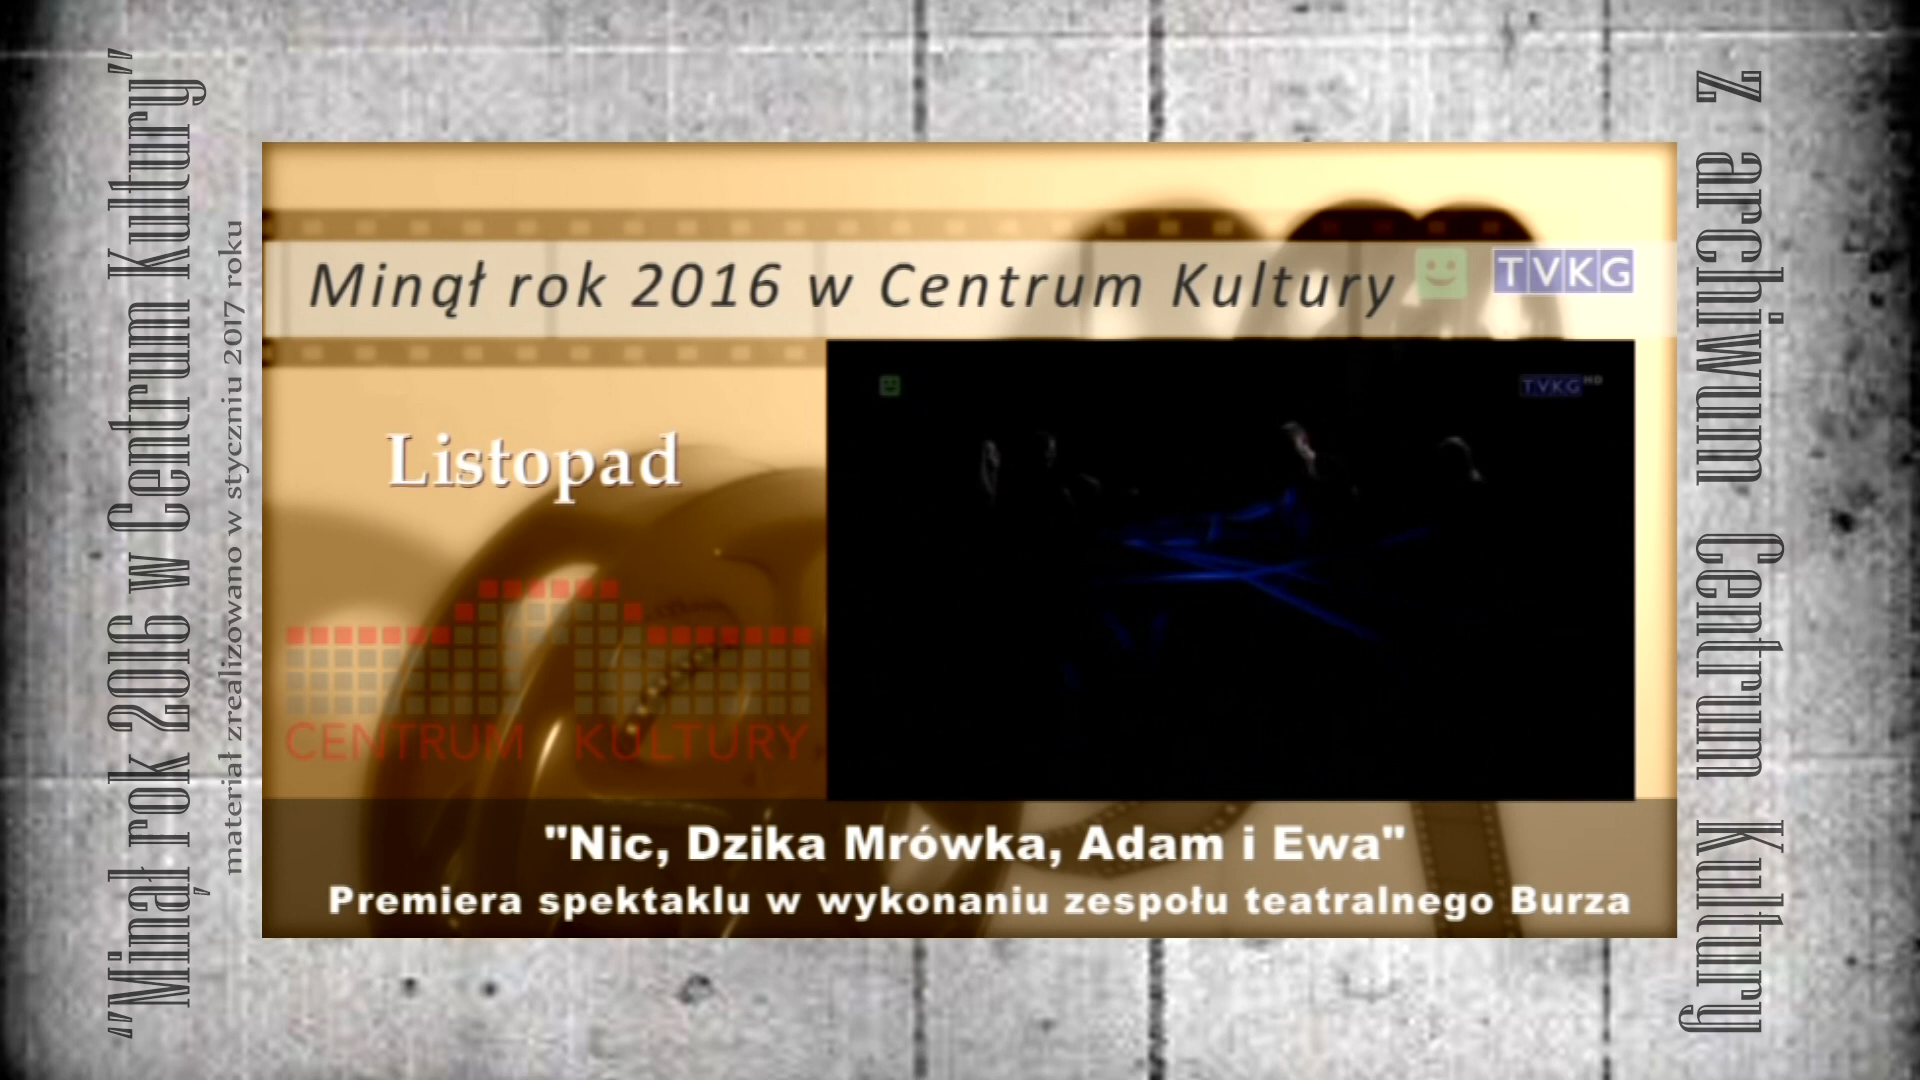 "Minął rok 2016 w Centrum Kultury"
materiał zrealizowano w styczniu 2017 roku
Minął rok 2016 w Centrum Kultury
TVKG
TVKG HD
Listopad
CENTRUM KULTURY
"Nic, Dzika Mrówka, Adam i Ewa"
Premiera spektaklu w wykonaniu zespołu teatralnego Burza
Z archiwum Centrum Kultury